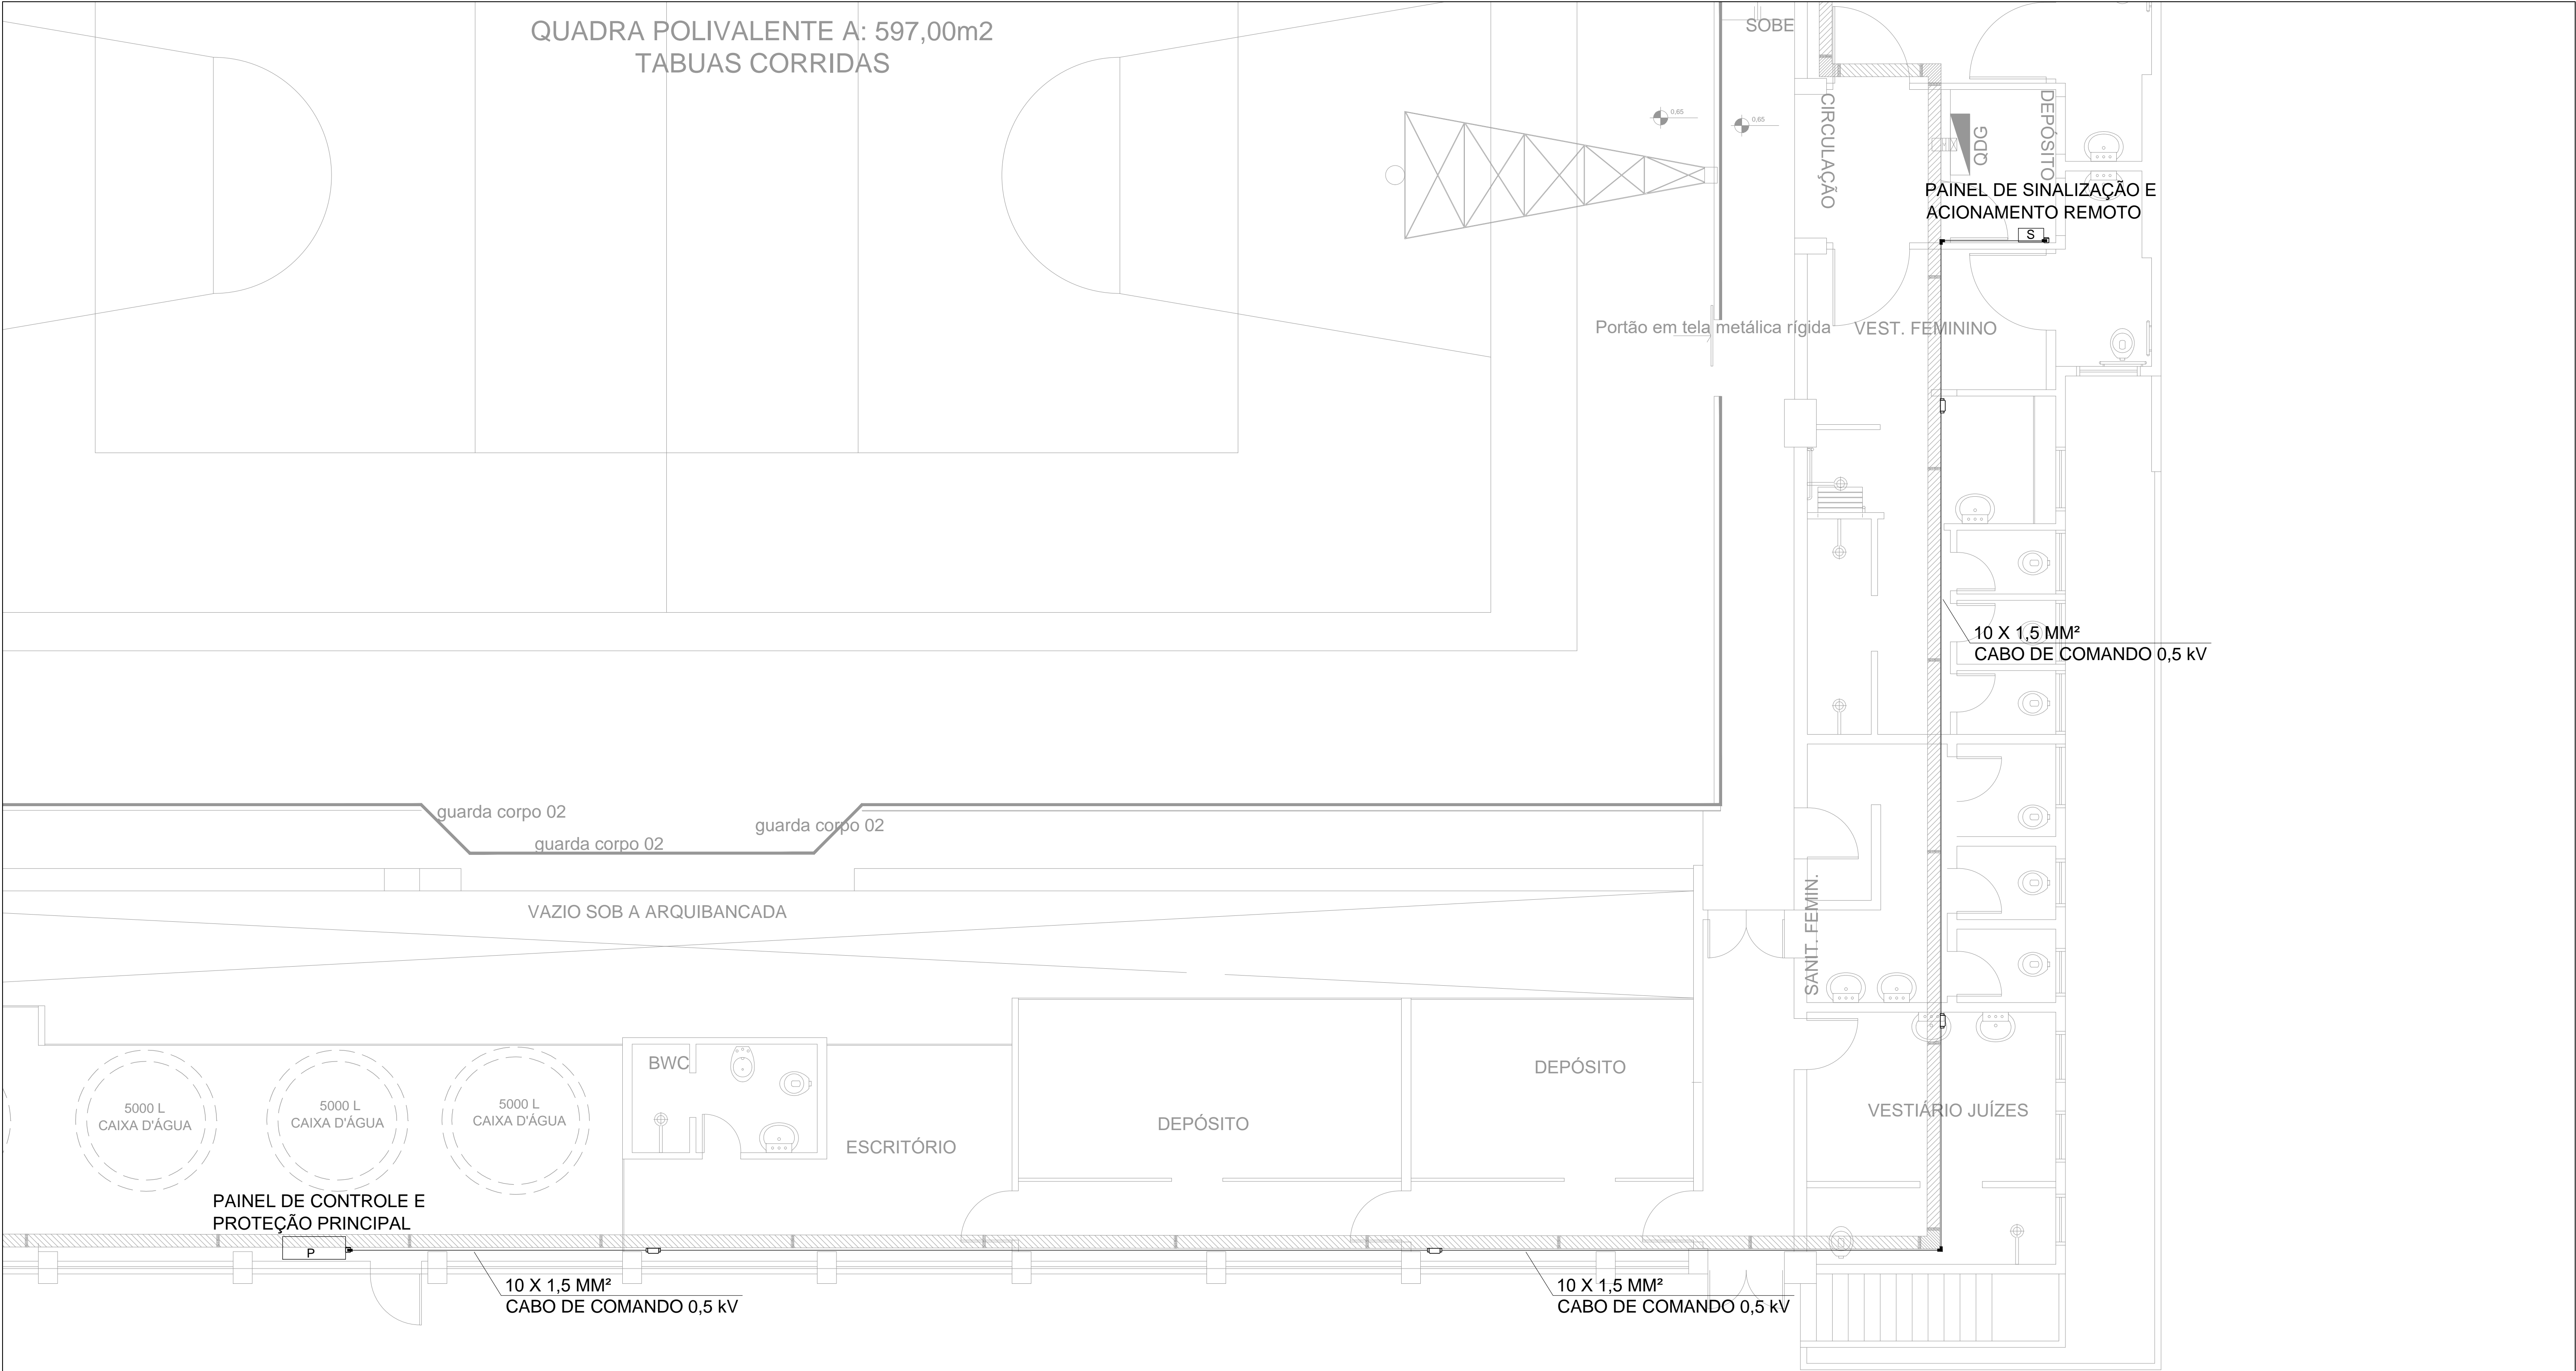 QUADRA POLIVALENTE A: 597,00m2
TABUAS CORRIDAS
SOBE
0,65
0,65
CIRCULAÇÃO
QDG
DEPÓSITO
PAINEL DE SINALIZAÇÃO E
ACIONAMENTO REMOTO
S
Portão em tela metálica rígida
VEST. FEMININO
10 X 1,5 MM²
CABO DE COMANDO 0,5 kV
guarda corpo 02
guarda corpo 02
guarda corpo 02
VAZIO SOB A ARQUIBANCADA
SANIT. FEMIN.
BWC
DEPÓSITO
5000 L
CAIXA D'ÁGUA
5000 L
CAIXA D'ÁGUA
5000 L
CAIXA D'ÁGUA
DEPÓSITO
VESTIÁRIO JUÍZES
ESCRITÓRIO
PAINEL DE CONTROLE E
PROTEÇÃO PRINCIPAL
P
10 X 1,5 MM²
CABO DE COMANDO 0,5 kV
10 X 1,5 MM²
CABO DE COMANDO 0,5 kV